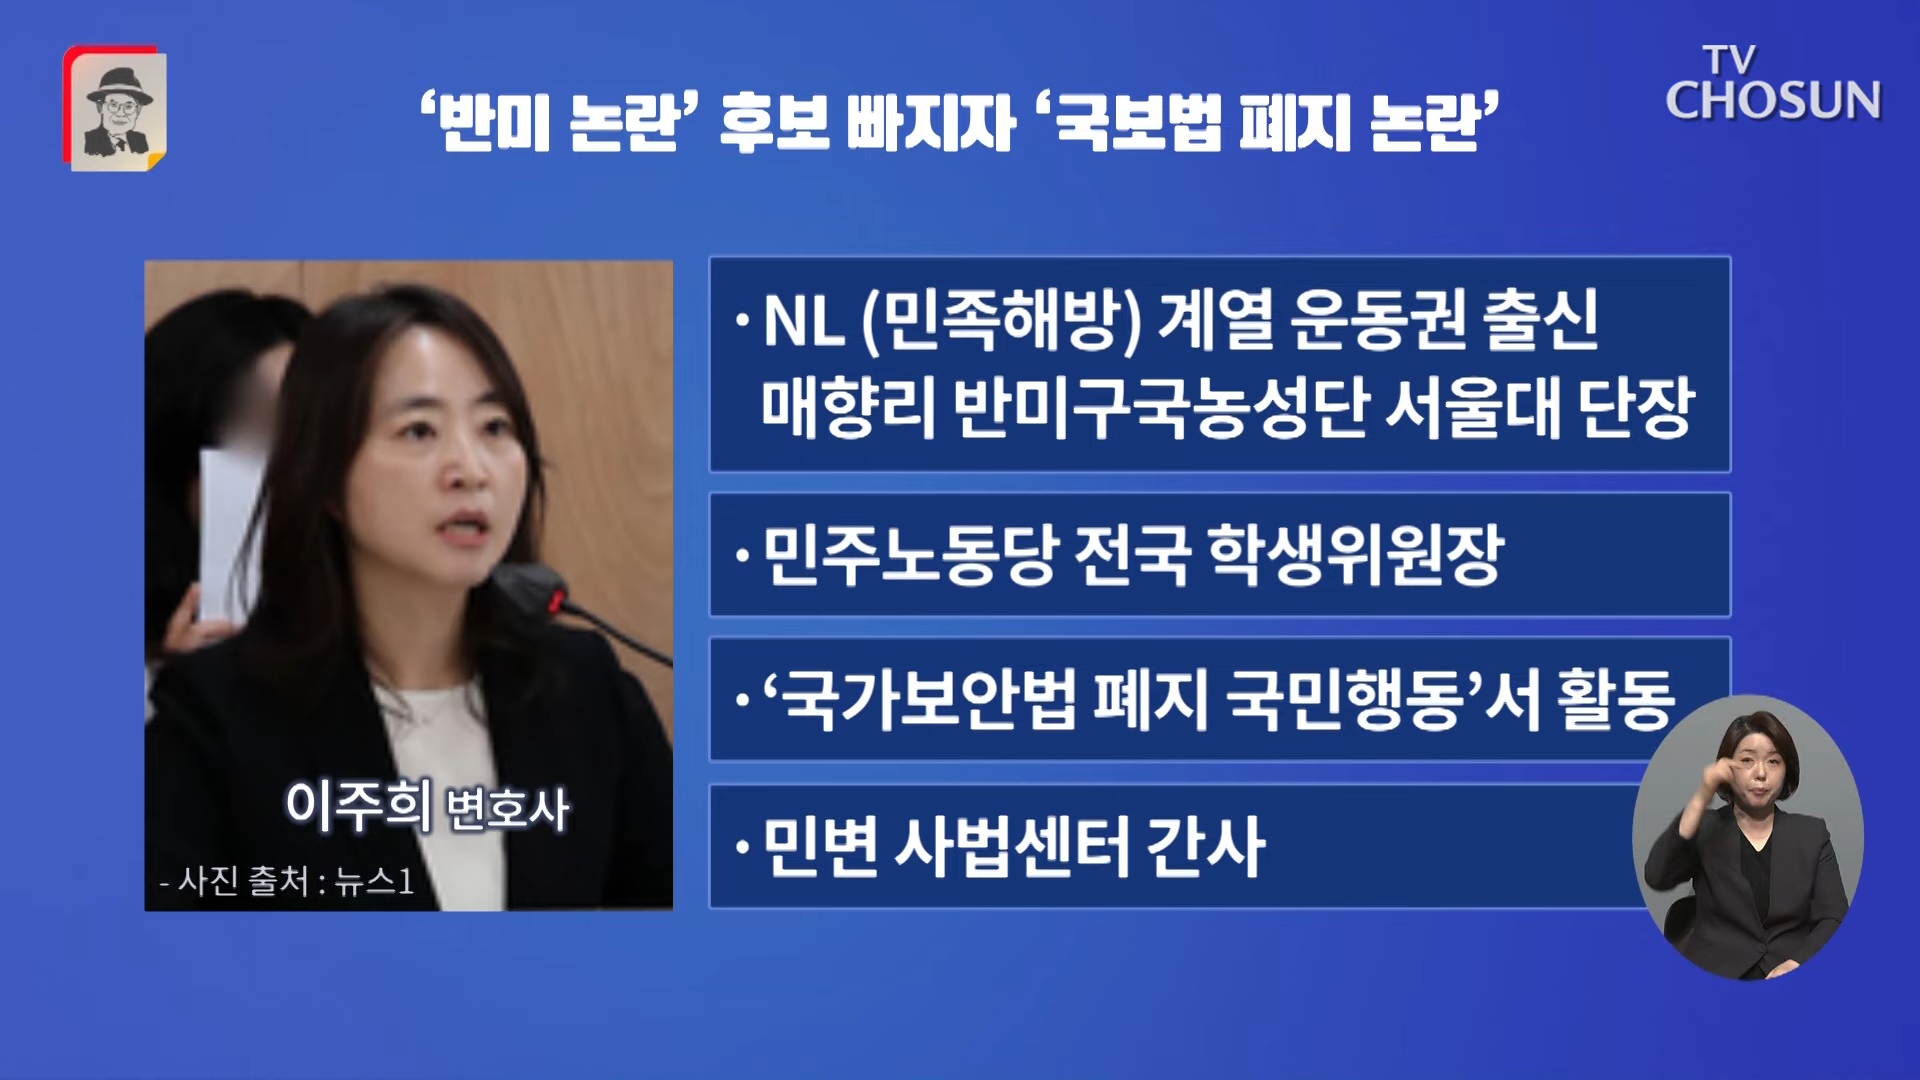 ‘반미 논란’ 후보 빠지자 ‘국보법 폐지 논란’
TV
CHOSUN
· NL (민족해방) 계열 운동권 출신
매향리 반미구국농성단 서울대 단장
· 민주노동당 전국 학생위원장
· ‘국가보안법 폐지 국민행동’서 활동
· 민변 사법센터 간사
이주희 변호사
- 사진 출처 : 뉴스1